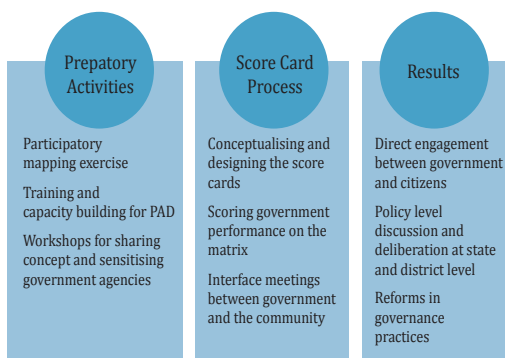 Prepatory
Activities
Participatory
mapping exercise
Training and
capacity building for PAD
Workshops for sharing
concept and sensitising
government agencies
Score Card
Process
Conceptualising and
designing the score
cards
Scoring government
performance on the
matrix
Interface meetings
between government
and the community
Results
Direct engagement
between government
and citizens
Policy level
discussion and
deliberation at state
and district level
Reforms in
governance
practices